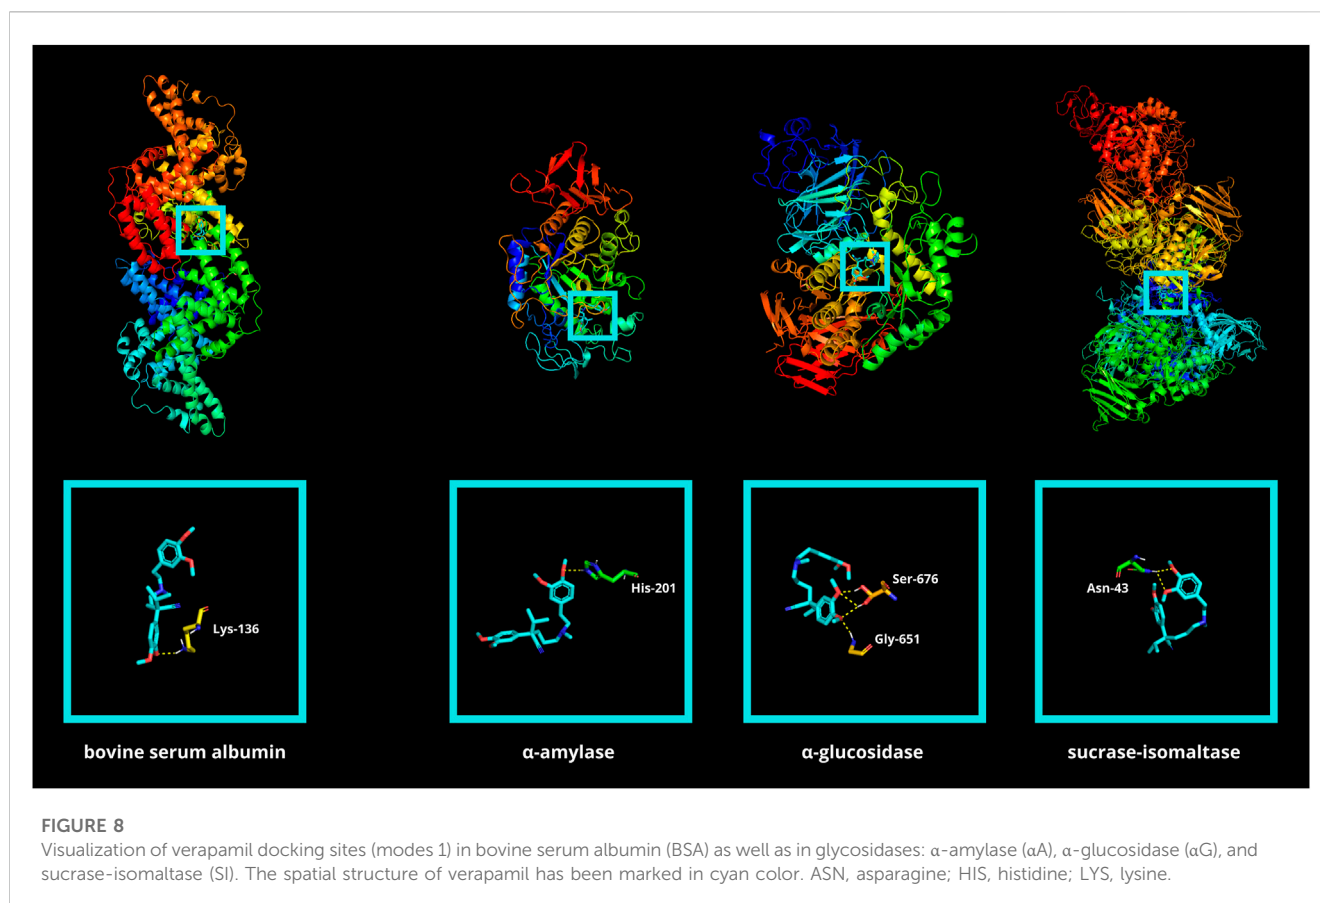 Lys-136
His-201
Ser-676
Gly-651
Asn-43
bovine serum albumin
α-amylase
α-glucosidase
sucrase-isomaltase
FIGURE 8
Visualization of verapamil docking sites (modes 1) in bovine serum albumin (BSA) as well as in glycosidases: α-amylase (αA), α-glucosidase (αG), and
sucrase-isomaltase (SI). The spatial structure of verapamil has been marked in cyan color. ASN, asparagine; HIS, histidine; LYS, lysine.